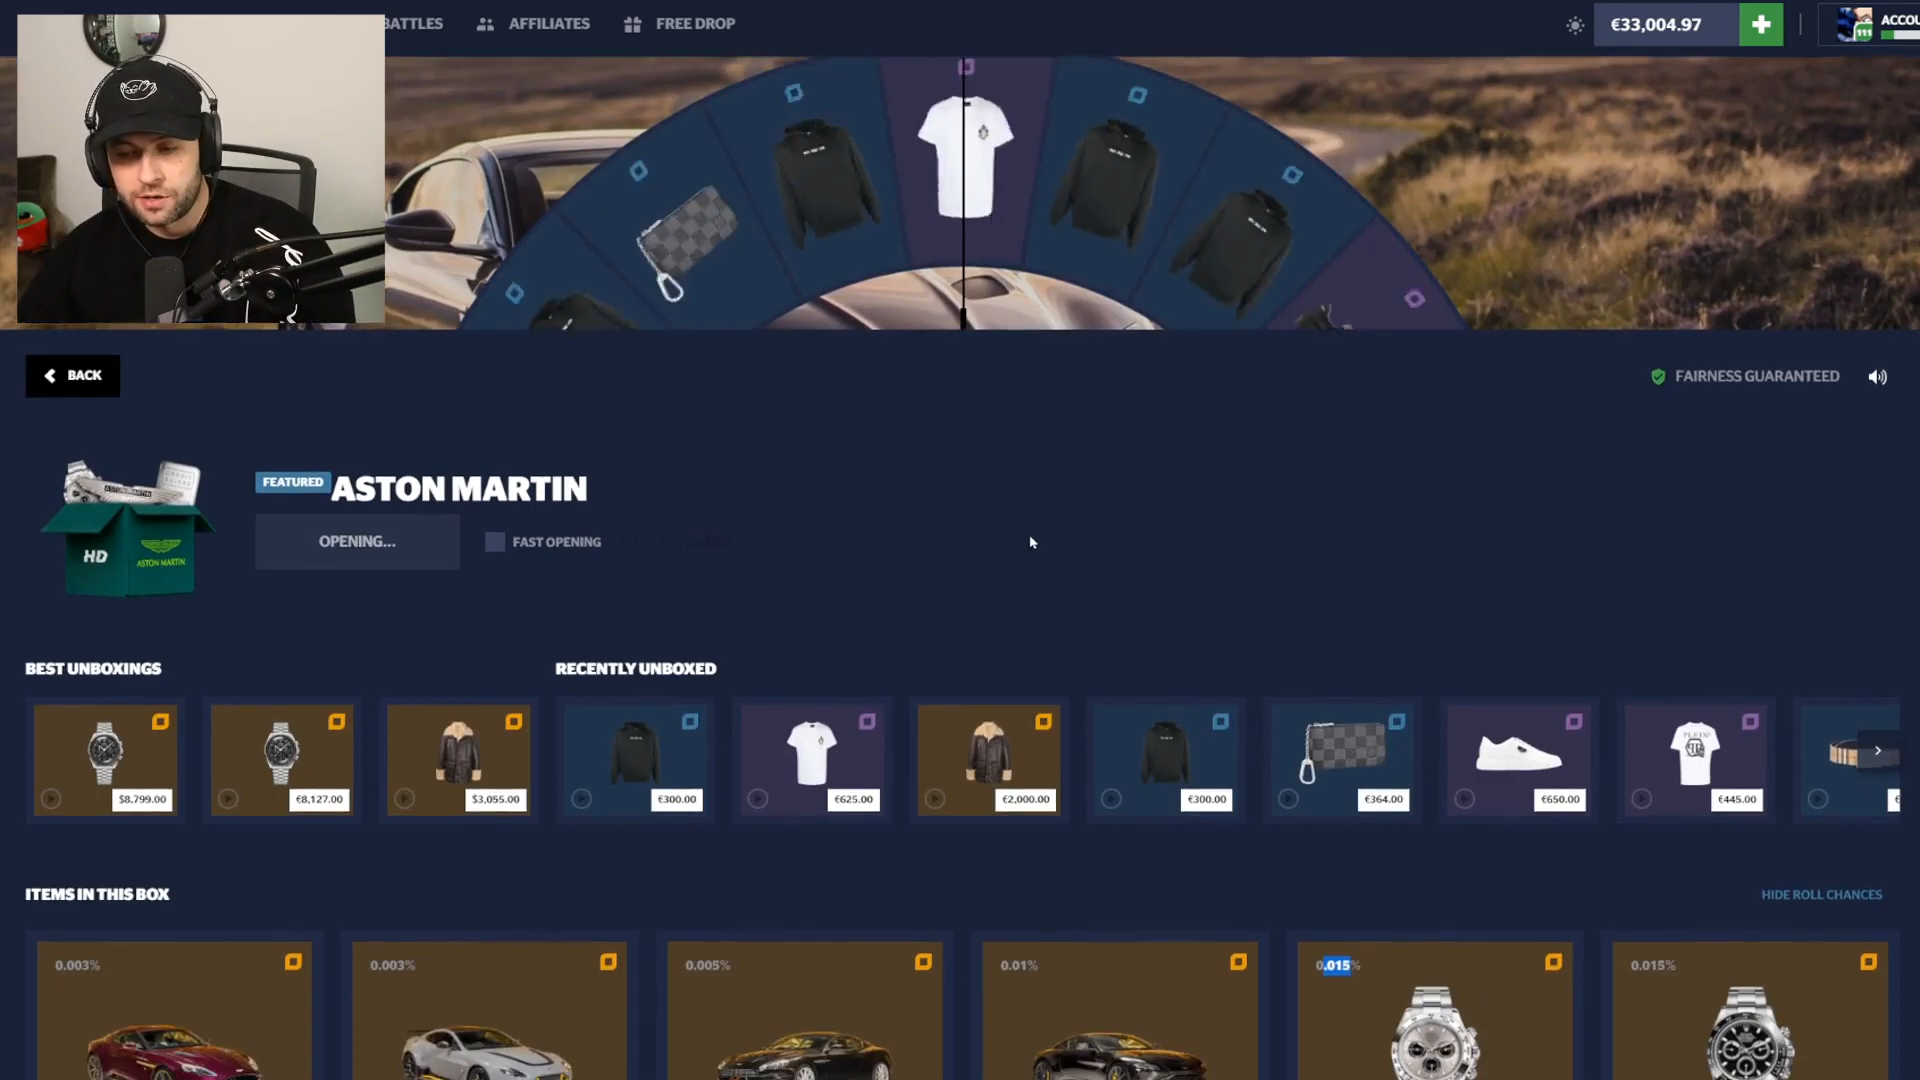 BATTLES
AFFILIATES
FREE DROP
€33,004.97
111
ACCOU
BACK
FAIRNESS GUARANTEED
HD
ASTON MARTIN
FEATURED
ASTON MARTIN
OPENING...
FAST OPENING
BEST UNBOXINGS
RECENTLY UNBOXED
$8,799.00
€8,127.00
$3,055.00
€300.00
€625.00
€2,000.00
€300.00
€364.00
€650.00
€445.00
ITEMS IN THIS BOX
HIDE ROLL CHANCES
0.003%
0.003%
0.005%
0.01%
0.015%
0.015%